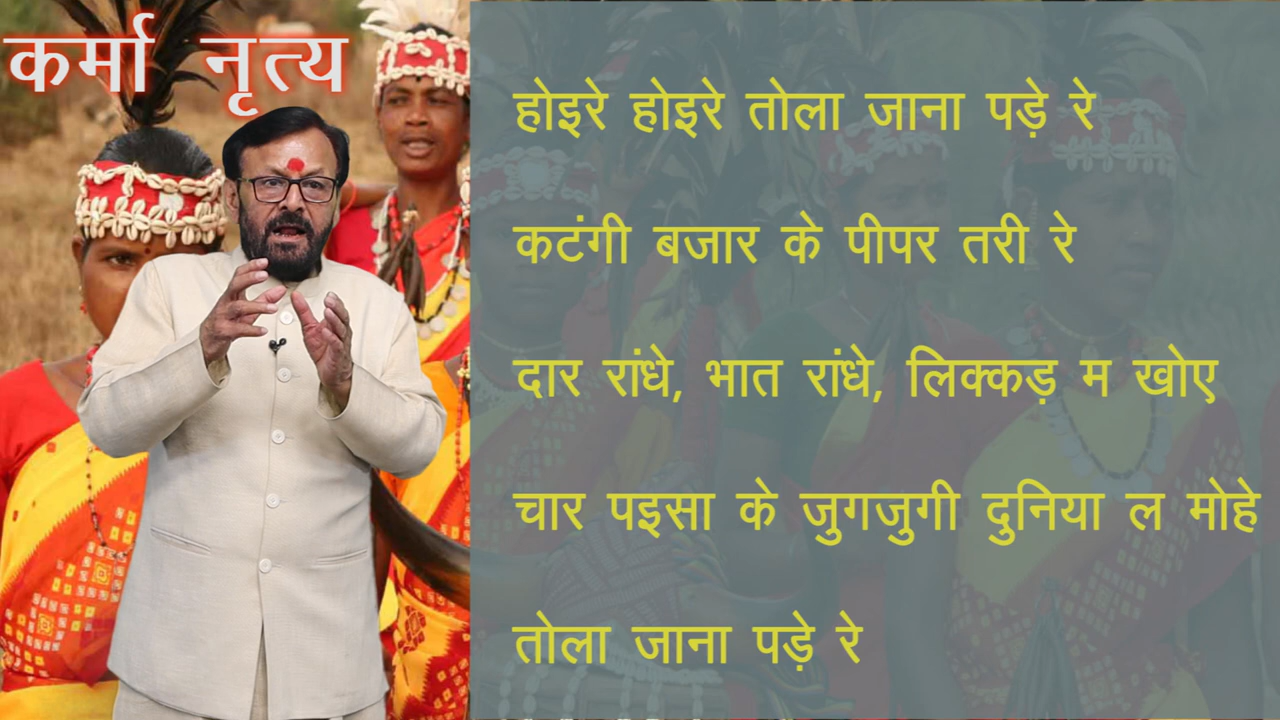 कर्मा नृत्य
होइरे होइरे तोला जाना पड़े रे
कटंगी बजार के पीपर तरी रे
दार रांधे, भात रांधे, लिक्कड़ म खोए
चार पइसा के जुगजुगी दुनिया ल मोहे
तोला जाना पड़े रे